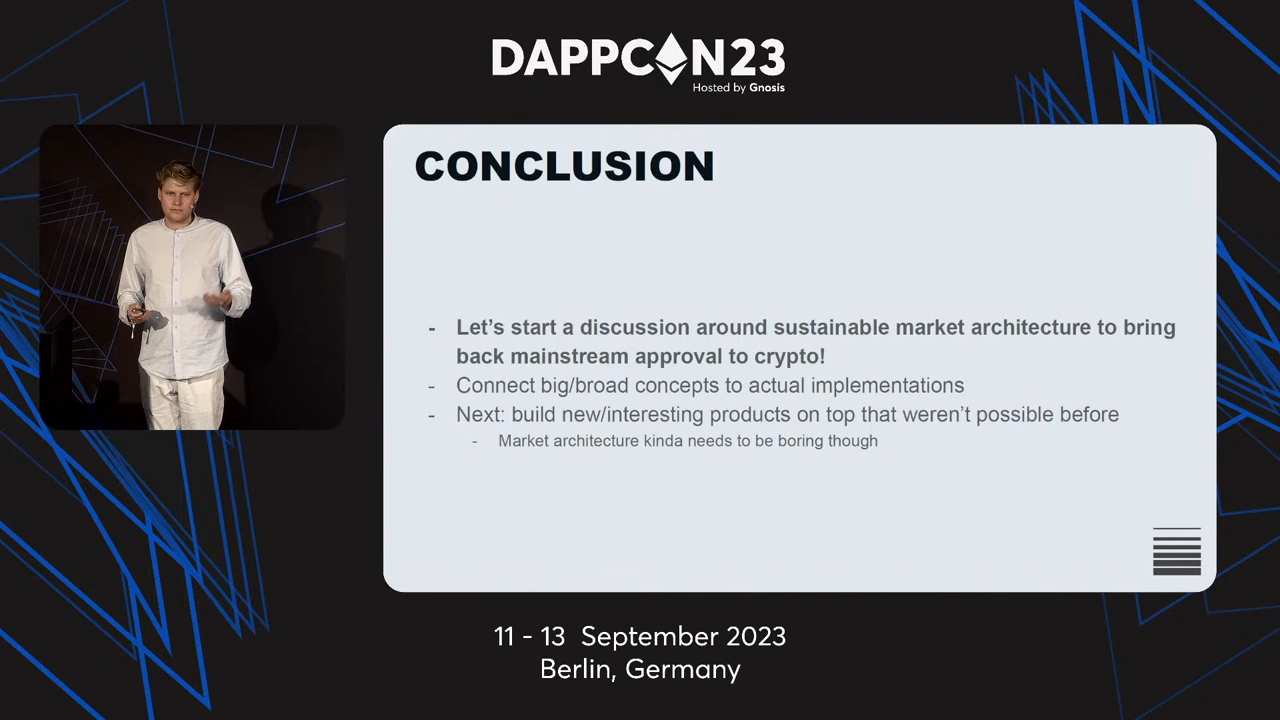 DAPPCON23
Hosted by Gnosis
CONCLUSION
- Let’s start a discussion around sustainable market architecture to bring
back mainstream approval to crypto!
- Connect big/broad concepts to actual implementations
- Next: build new/interesting products on top that weren’t possible before
- Market architecture kinda needs to be boring though
11 - 13 September 2023
Berlin, Germany